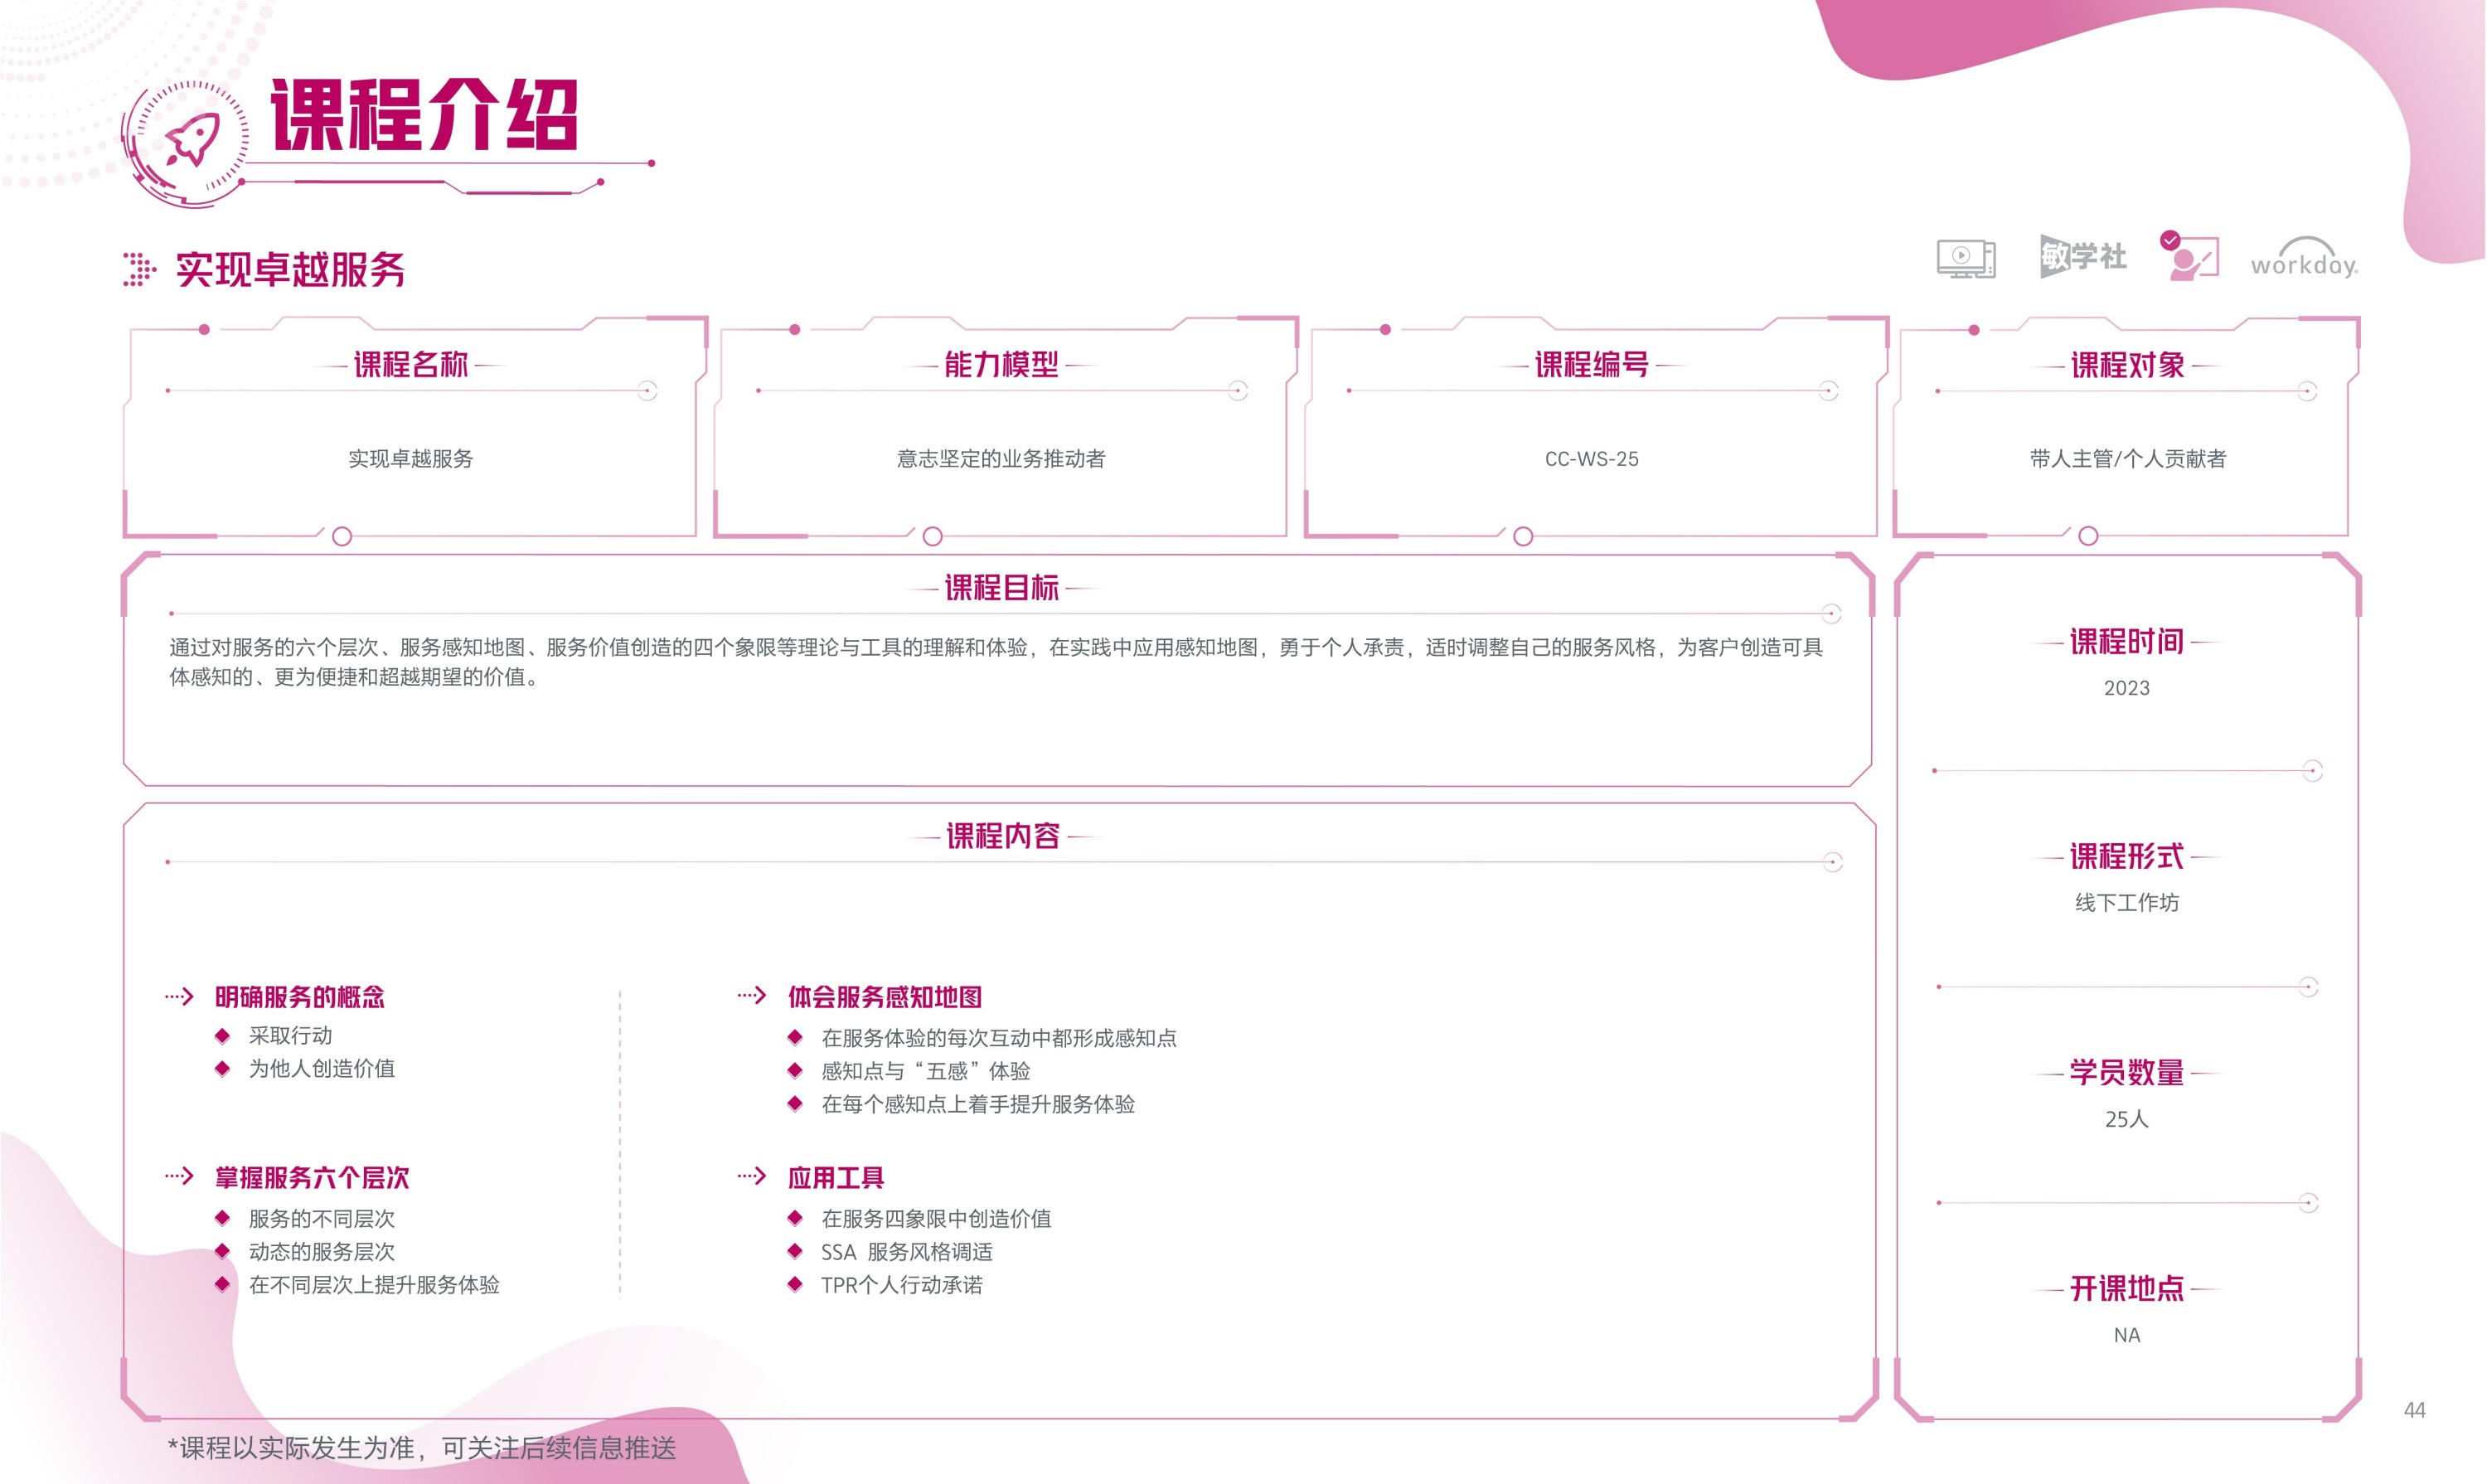 课程介绍
实现卓越服务
敏学社
workday.
课程名称
实现卓越服务
能力模型
意志坚定的业务推动者
课程编号
CC-WS-25
课程对象
带人主管/个人贡献者
课程目标
通过对服务的六个层次、服务感知地图、服务价值创造的四个象限等理论与工具的理解和体验，在实践中应用感知地图，勇于个人承责，适时调整自己的服务风格，为客户创造可具
体感知的、更为便捷和超越期望的价值。
课程内容
明确服务的概念
采取行动
为他人创造价值
掌握服务六个层次
服务的不同层次
动态的服务层次
在不同层次上提升服务体验
体会服务感知地图
在服务体验的每次互动中都形成感知点
感知点与“五感”体验
在每个感知点上着手提升服务体验
应用工具
在服务四象限中创造价值
SSA 服务风格调适
TPR个人行动承诺
课程时间
2023
课程形式
线下工作坊
学员数量
25人
开课地点
NA
*课程以实际发生为准，可关注后续信息推送
44